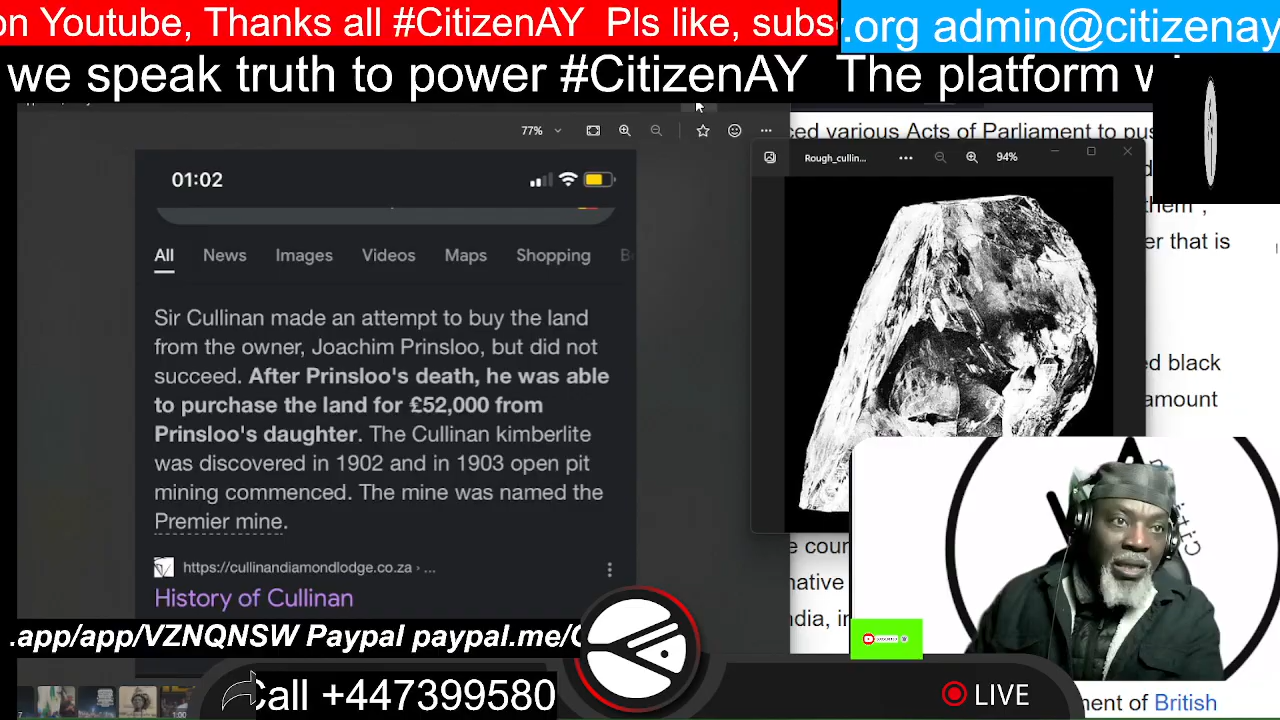 on Youtube, Thanks all #CitizenAY Pls like, subs
.org admin@citizenay
we speak truth to power #CitizenAY The platform
77%
ced various Acts of Parliament to pus
Rough_cullin...
94%
01:02
them",
er that is
All News Images Videos Maps Shopping
Sir Cullinan made an attempt to buy the land
from the owner, Joachim Prinsloo, but did not
succeed. After Prinsloo's death, he was able
to purchase the land for £52,000 from
Prinsloo's daughter. The Cullinan kimberlite
was discovered in 1902 and in 1903 open pit
mining commenced. The mine was named the
Premier mine.
ed black
amount
https://cullinandiamondlodge.co.za › ...
History of Cullinan
e cour
native
ndia, i
.app/app/VZNQNSW Paypal paypal.me/
Call +447399580
LIVE
ment of British
1:00